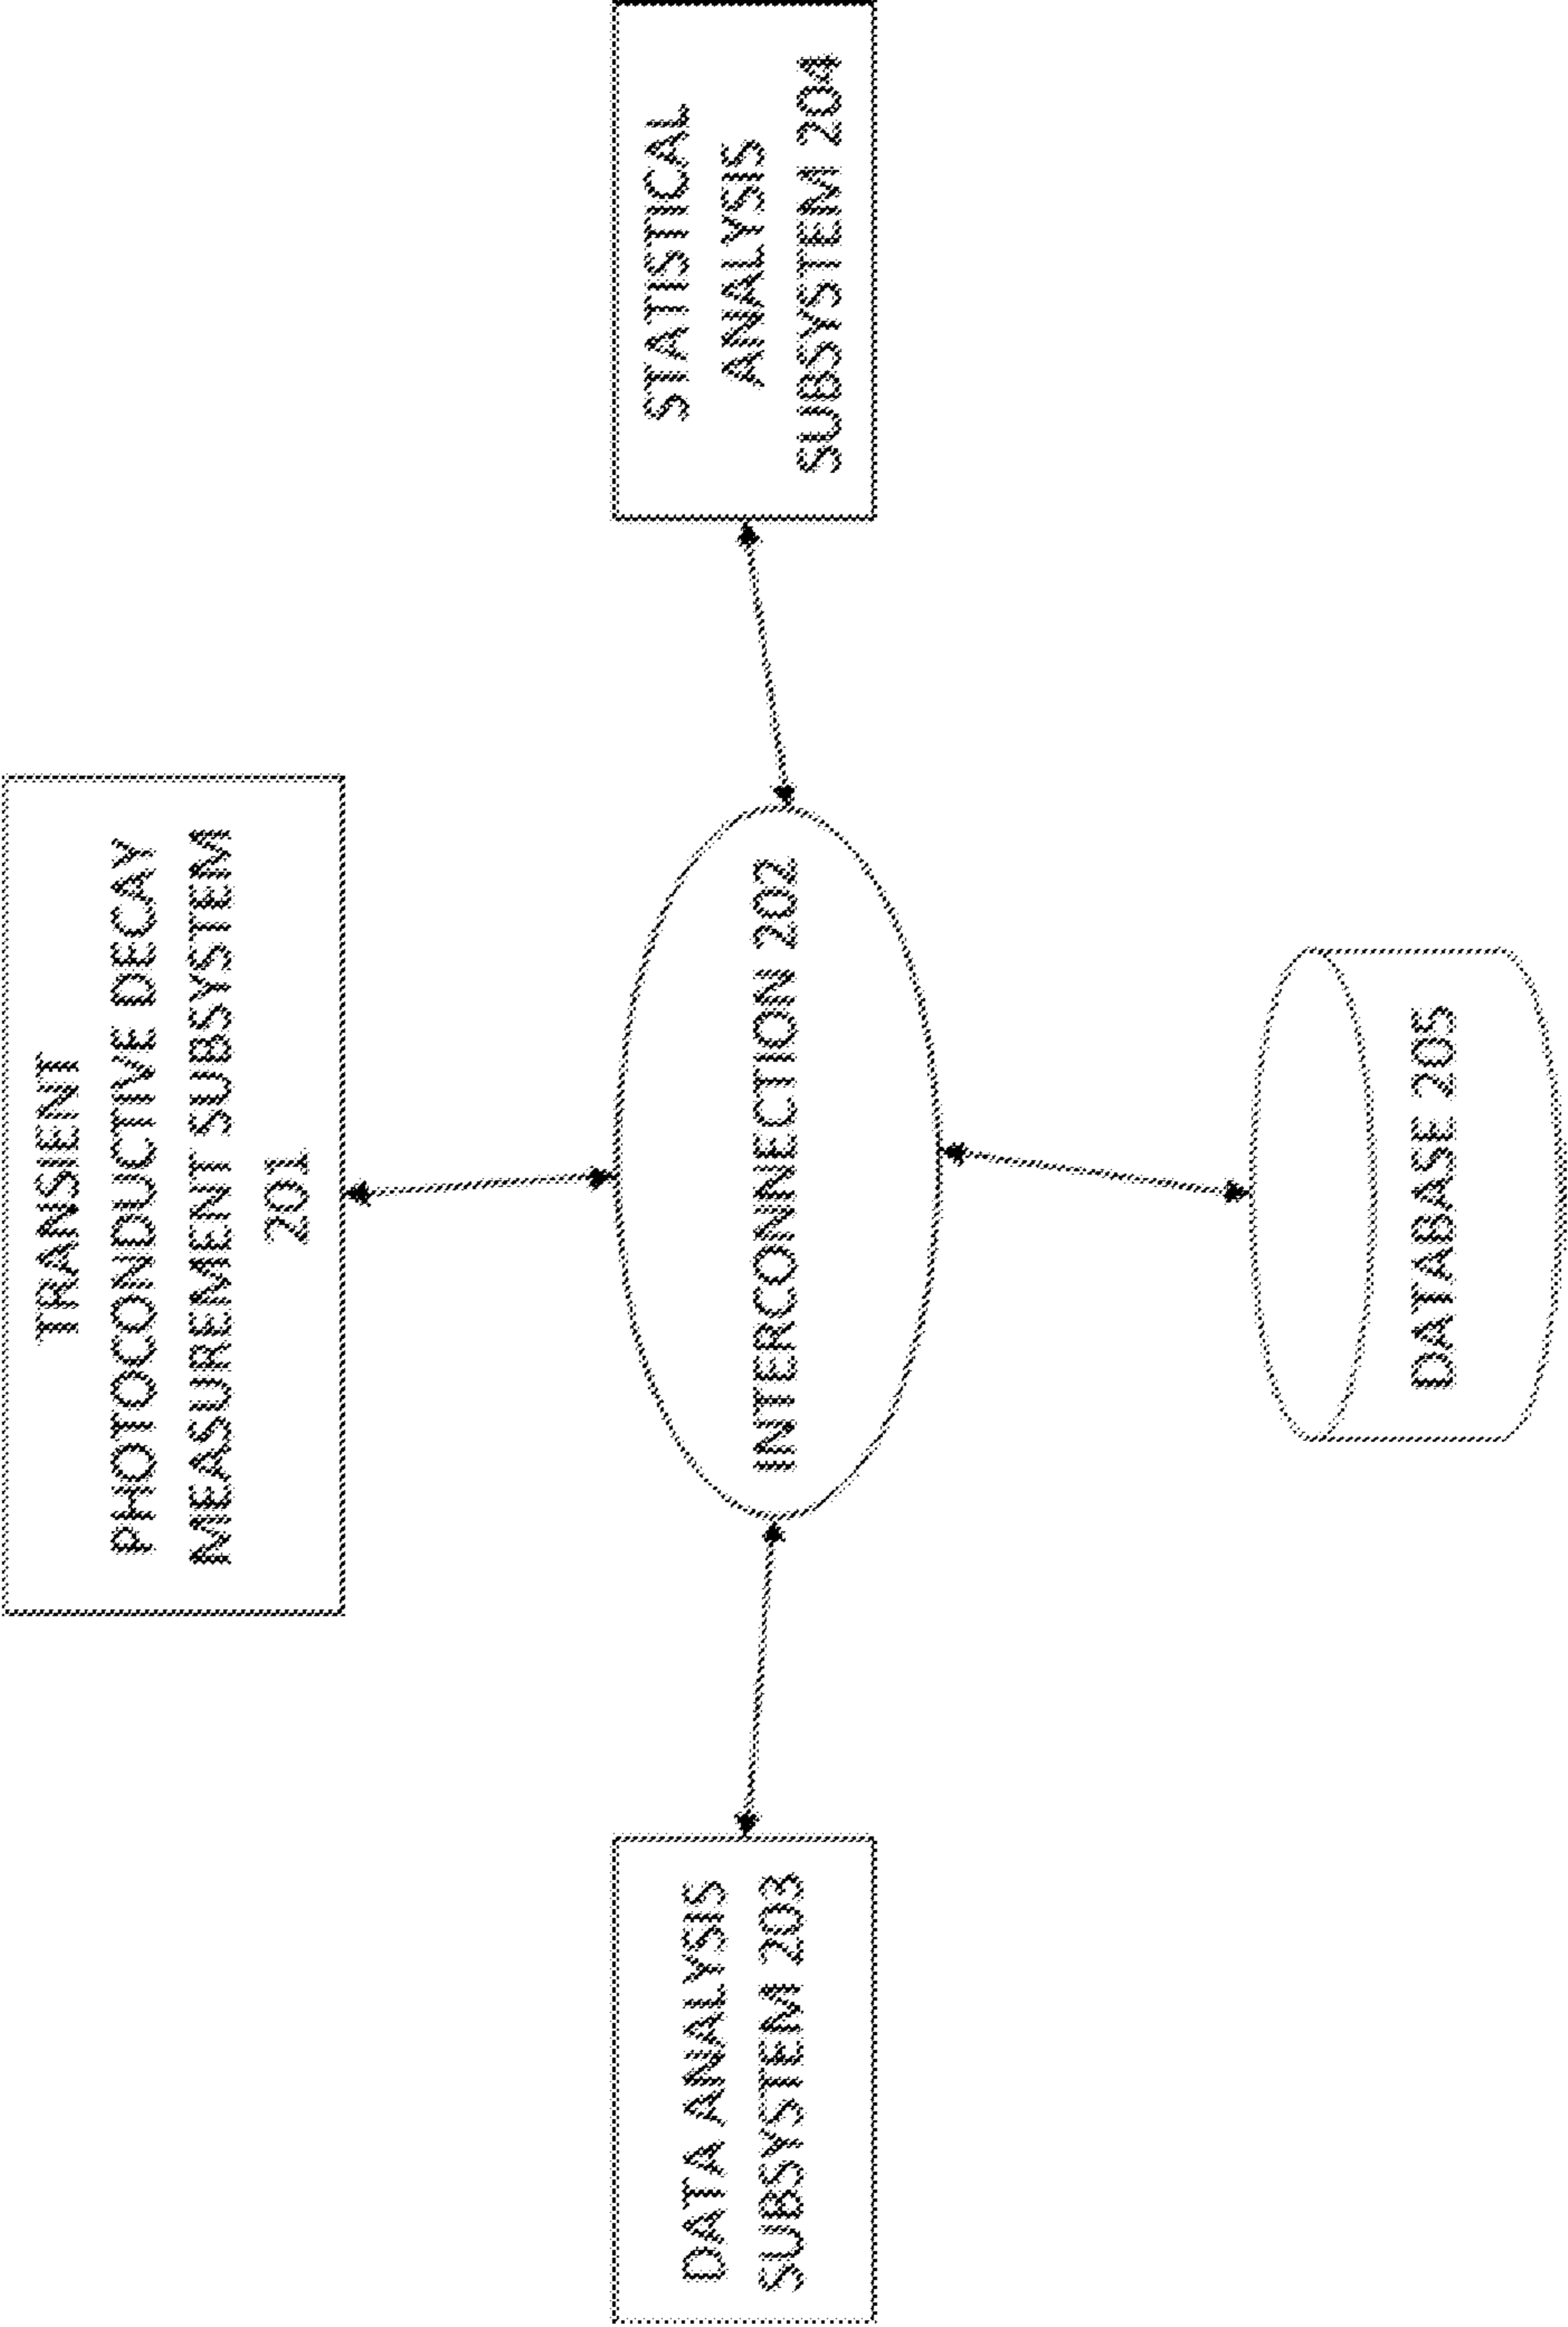 TRANSIENT
PHOTOCONDUCTIVE DECAY
MEASUREMENT SUBSYSTEM
201
DATA ANALYSIS
SUBSYSTEM 203
INTERCONNECTION 202
STATISTICAL
ANALYSIS
SUBSYSTEM 204
DATABASE 205